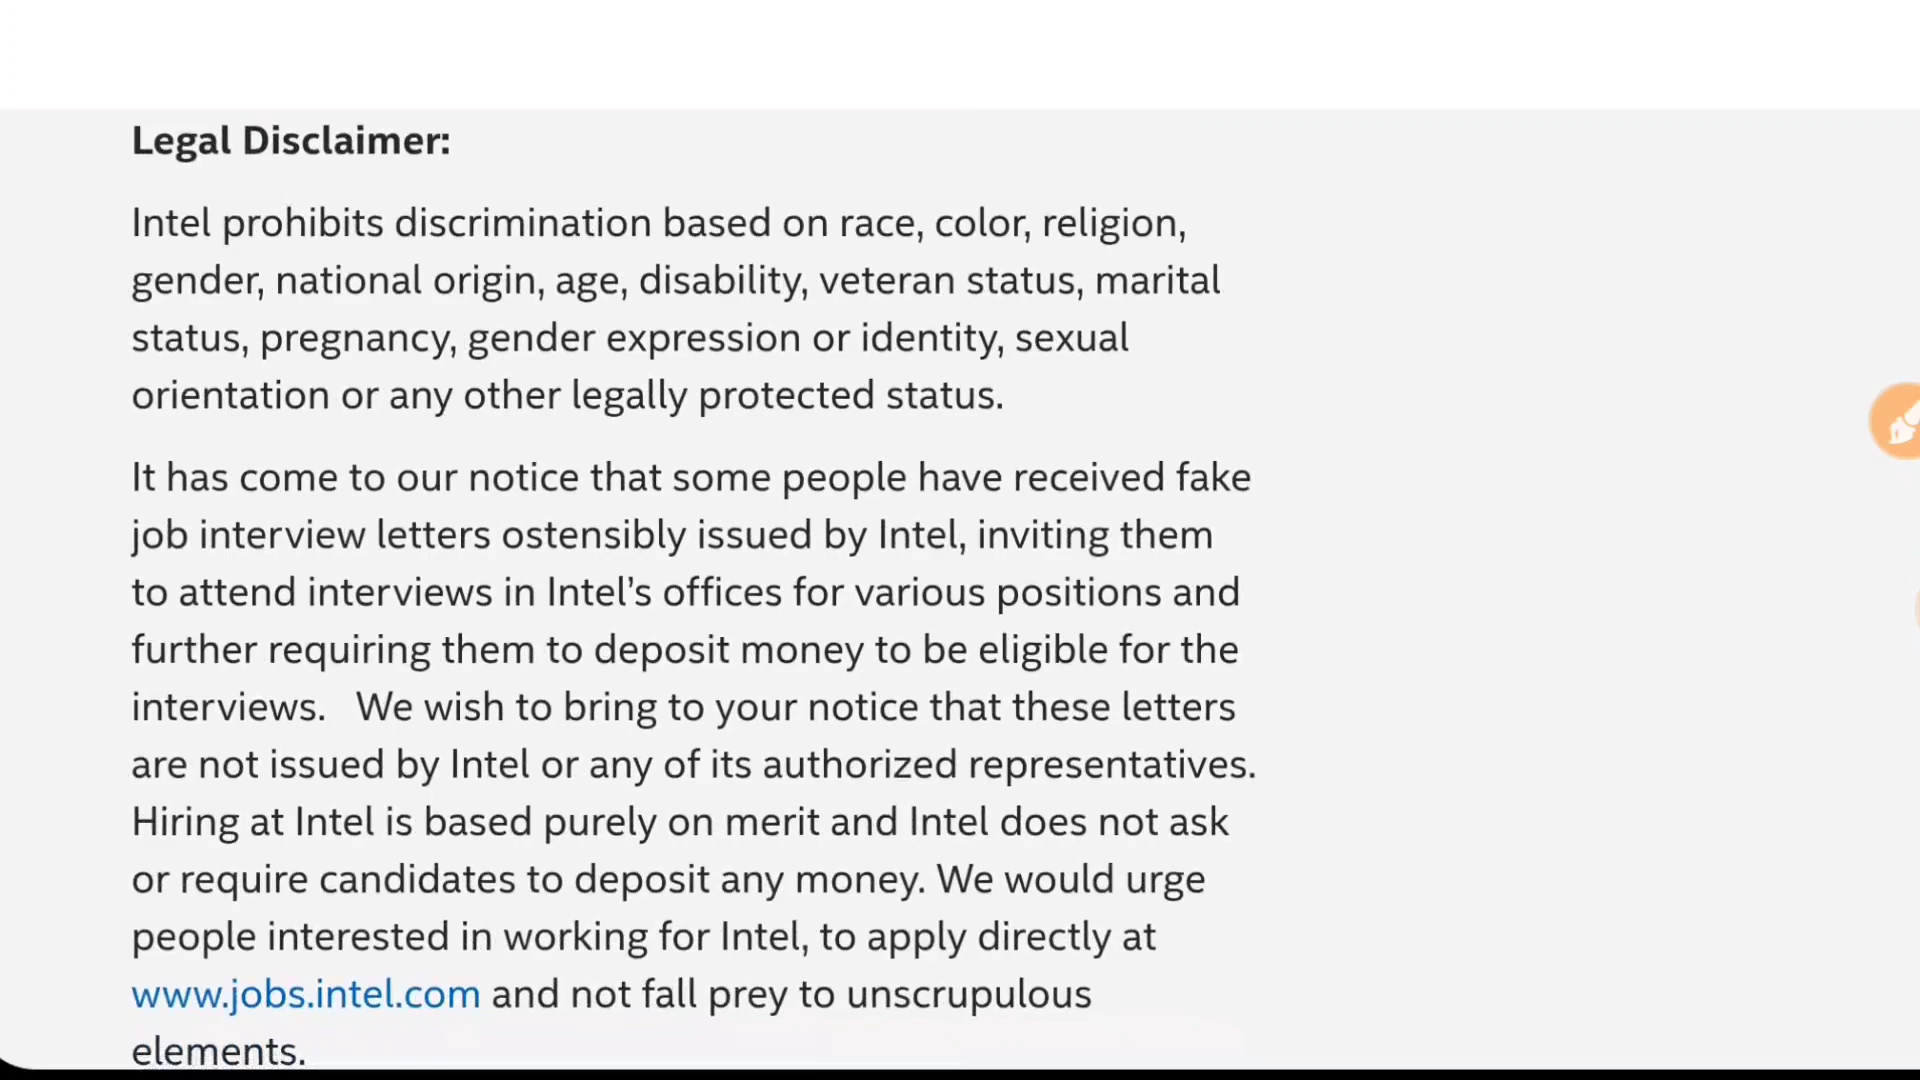 Legal Disclaimer:
Intel prohibits discrimination based on race, color, religion,
gender, national origin, age, disability, veteran status, marital
status, pregnancy, gender expression or identity, sexual
orientation or any other legally protected status.
It has come to our notice that some people have received fake
job interview letters ostensibly issued by Intel, inviting them
to attend interviews in Intel’s offices for various positions and
further requiring them to deposit money to be eligible for the
interviews.   We wish to bring to your notice that these letters
are not issued by Intel or any of its authorized representatives.
Hiring at Intel is based purely on merit and Intel does not ask
or require candidates to deposit any money. We would urge
people interested in working for Intel, to apply directly at
www.jobs.intel.com and not fall prey to unscrupulous
elements.